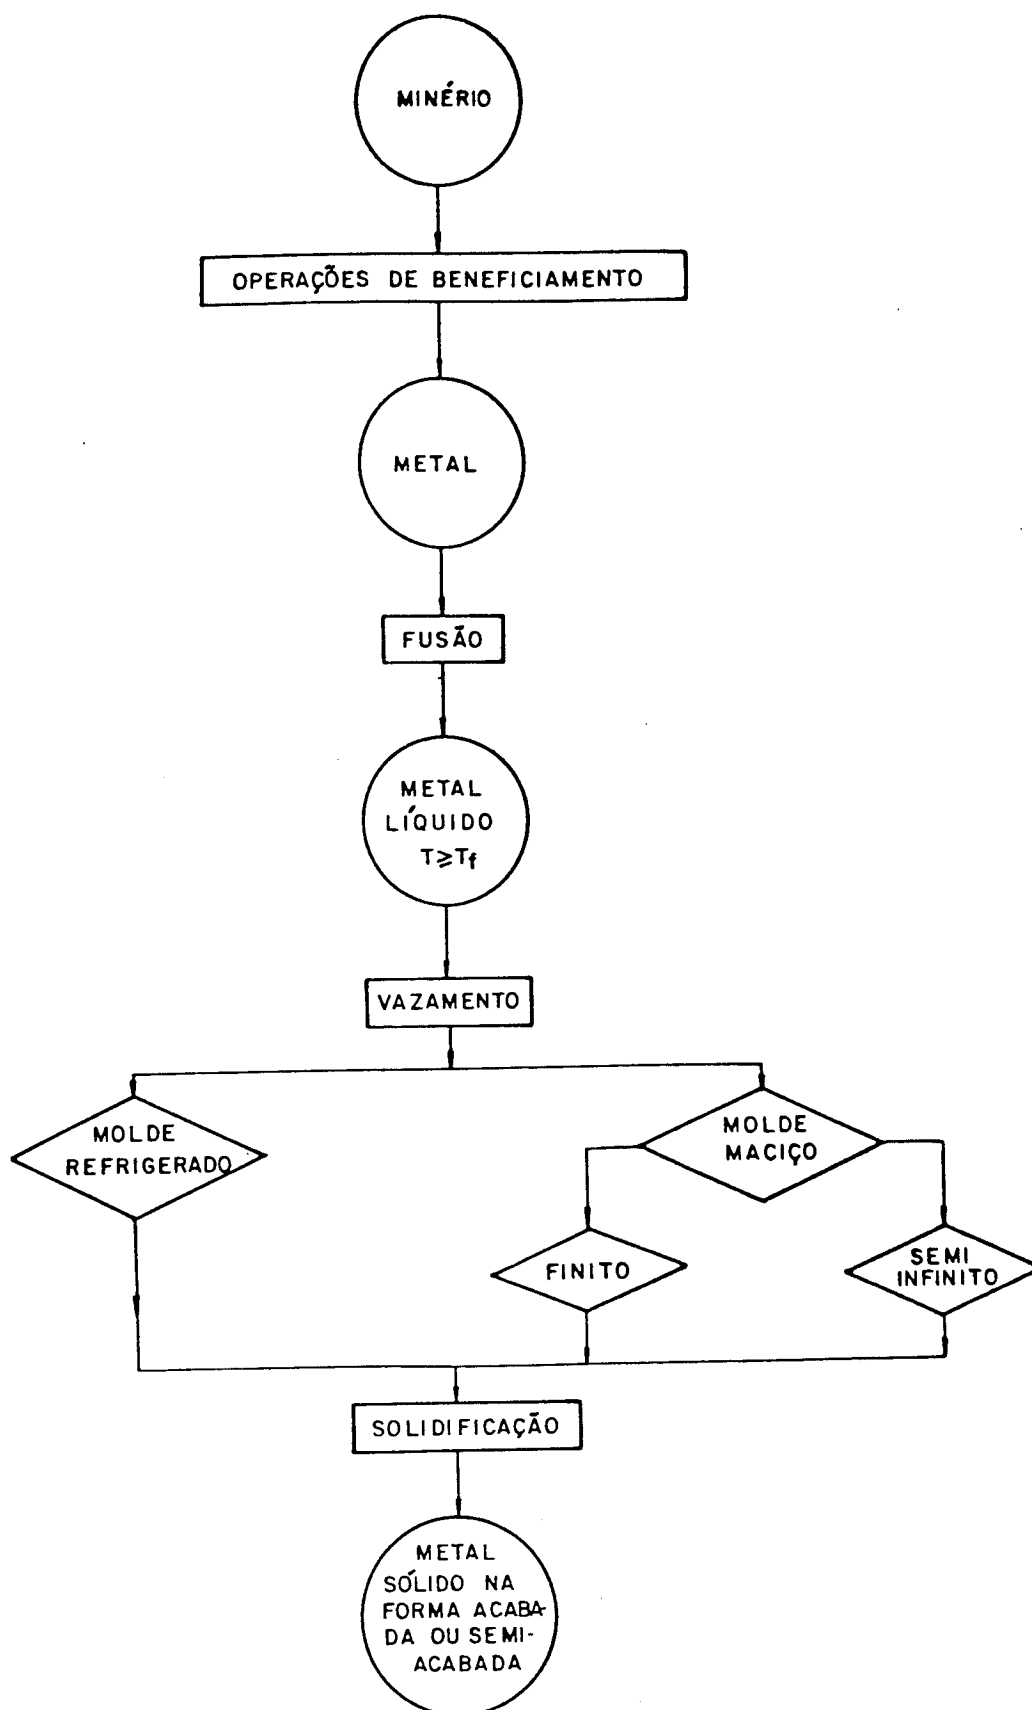 MINÉRIO
OPERAÇÕES DE BENEFICIAMENTO
METAL
FUSÃO
METAL
LÍQUIDO
T≥Tf
VAZAMENTO
MOLDE
REFRIGERADO
MOLDE
MACIÇO
FINITO
SEMI
INFINITO
SOLIDIFICAÇÃO
METAL
SÓLIDO NA
FORMA ACABA-
DA OU SEMI-
ACABADA